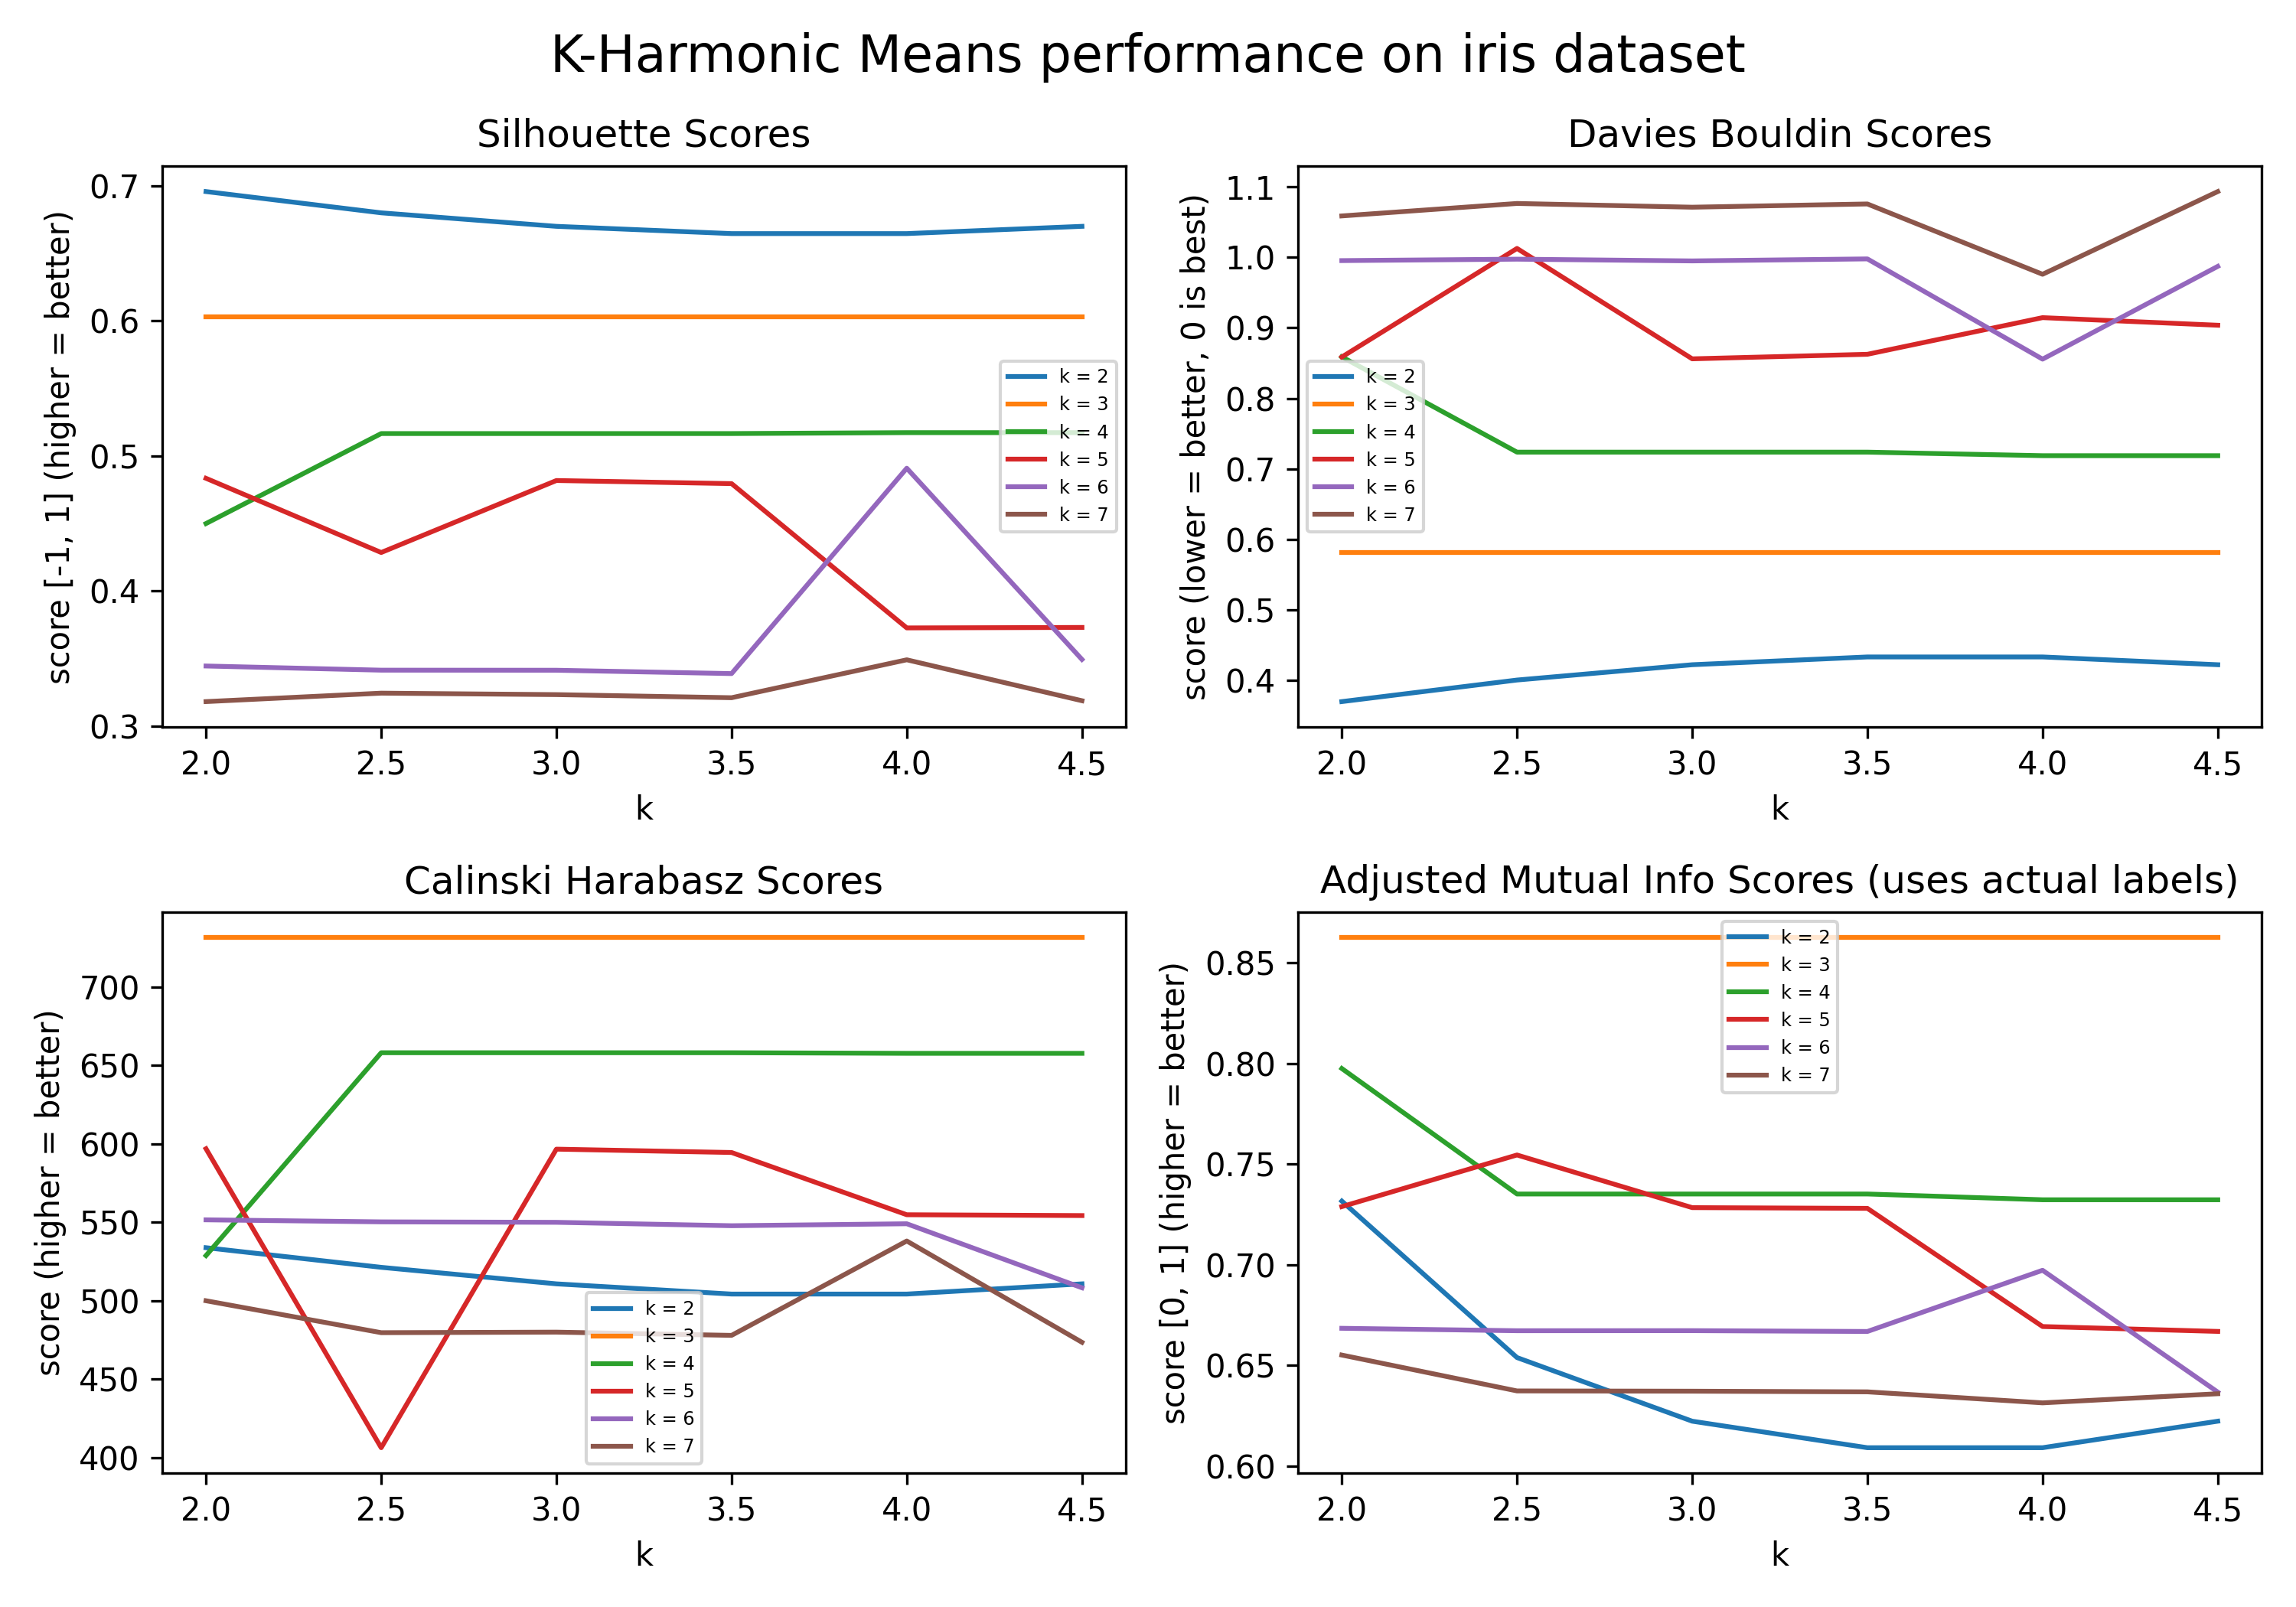 K-Harmonic Means performance on iris dataset
Silhouette Scores
score [-1, 1] (higher = better)
0.7
0.6
0.5
0.4
0.3
k = 2
k = 3
k = 4
k = 5
k = 6
k = 7
2.0 2.5 3.0 3.5 4.0 4.5
k
Davies Bouldin Scores
score (lower = better, 0 is best)
1.1
1.0
0.9
0.8
0.7
0.6
0.5
0.4
k = 2
k = 3
k = 4
k = 5
k = 6
k = 7
2.0 2.5 3.0 3.5 4.0 4.5
k
Calinski Harabasz Scores
score (higher = better)
700
650
600
550
500
450
400
k = 2
k = 3
k = 4
k = 5
k = 6
k = 7
2.0 2.5 3.0 3.5 4.0 4.5
k
Adjusted Mutual Info Scores (uses actual labels)
score [0, 1] (higher = better)
0.85
0.80
0.75
0.70
0.65
0.60
k = 2
k = 3
k = 4
k = 5
k = 6
k = 7
2.0 2.5 3.0 3.5 4.0 4.5
k